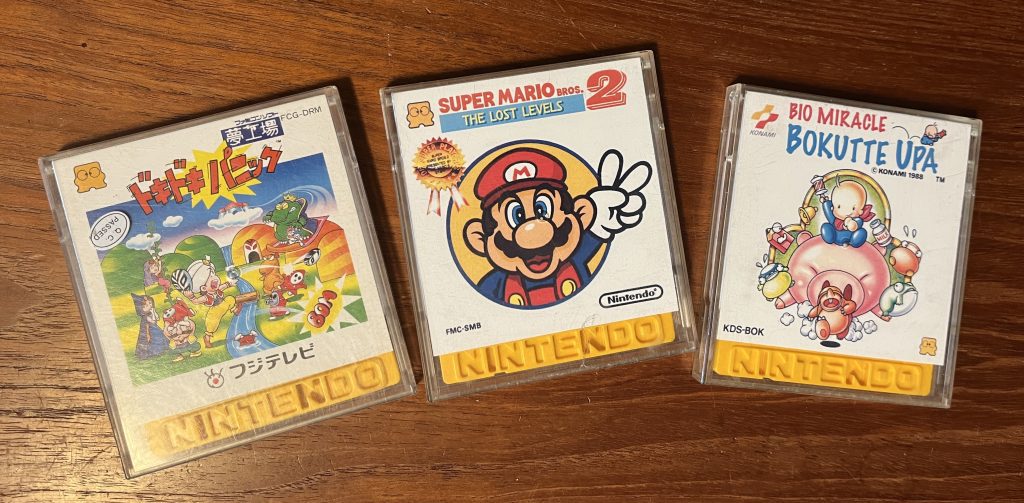 FCG-DRM
ファミリーコンピュータ
夢工場
ドキドキパニック
TM
Q.C.
PASSED
フジテレビ
NINTENDO
SUPER MARIO BROS. 2
THE LOST LEVELS
Nintendo
FMC-SMB
NINTENDO
KONAMI
BIO MIRACLE
BOKUTTE UPA
TM
© KONAMI 1988
KDS-BOK
NINTENDO